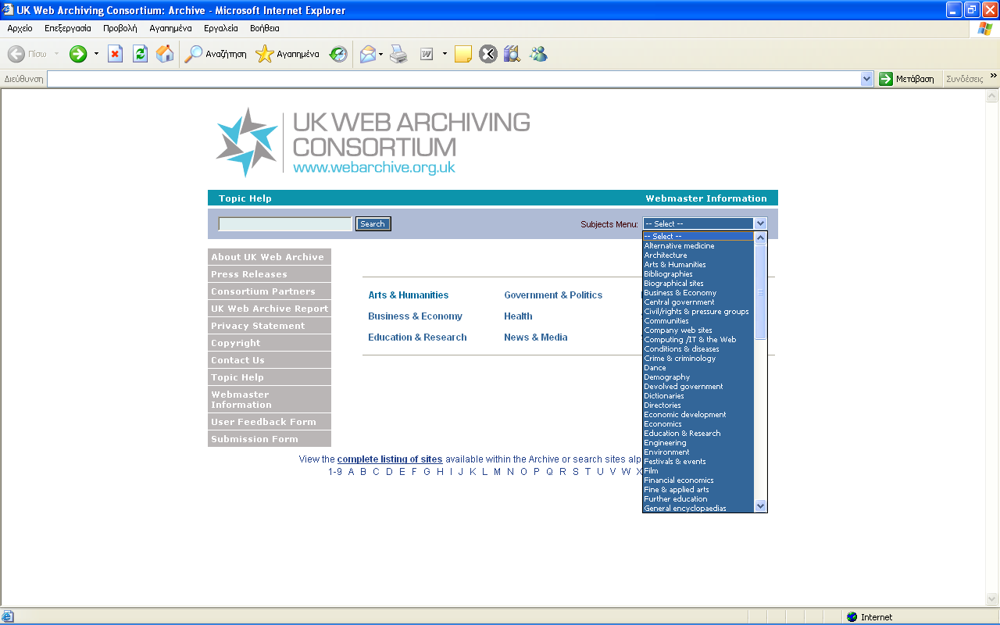 UK Web Archiving Consortium: Archive - Microsoft Internet Explorer
Αρχείο Επεξεργασία Προβολή Αγαπημένα Εργαλεία Βοήθεια
Πίσω Αναζήτηση Αγαπημένα
Διεύθυνση Μετάβαση Συνδέσεις »
UK WEB ARCHIVING
CONSORTIUM
www.webarchive.org.uk
Topic Help Webmaster Information
Search Subjects Menu: -- Select --
About UK Web Archive
Press Releases
Consortium Partners
UK Web Archive Report
Privacy Statement
Copyright
Contact Us
Topic Help
Webmaster
Information
User Feedback Form
Submission Form
Arts & Humanities Government & Politics
Business & Economy Health
Education & Research News & Media
-- Select --
Alternative medicine
Architecture
Arts & Humanities
Bibliographies
Biographical sites
Business & Economy
Central government
Civil/rights & pressure groups
Communities
Company web sites
Computing /IT & the Web
Conditions & diseases
Crime & criminology
Dance
Demography
Devolved government
Dictionaries
Directories
Economic development
Economics
Education & Research
Engineering
Environment
Festivals & events
Film
Financial economics
Fine & applied arts
Further education
General encyclopaedias
View the complete listing of sites available within the Archive or search sites alp
1-9 A B C D E F G H I J K L M N O P Q R S T U V W X
Internet